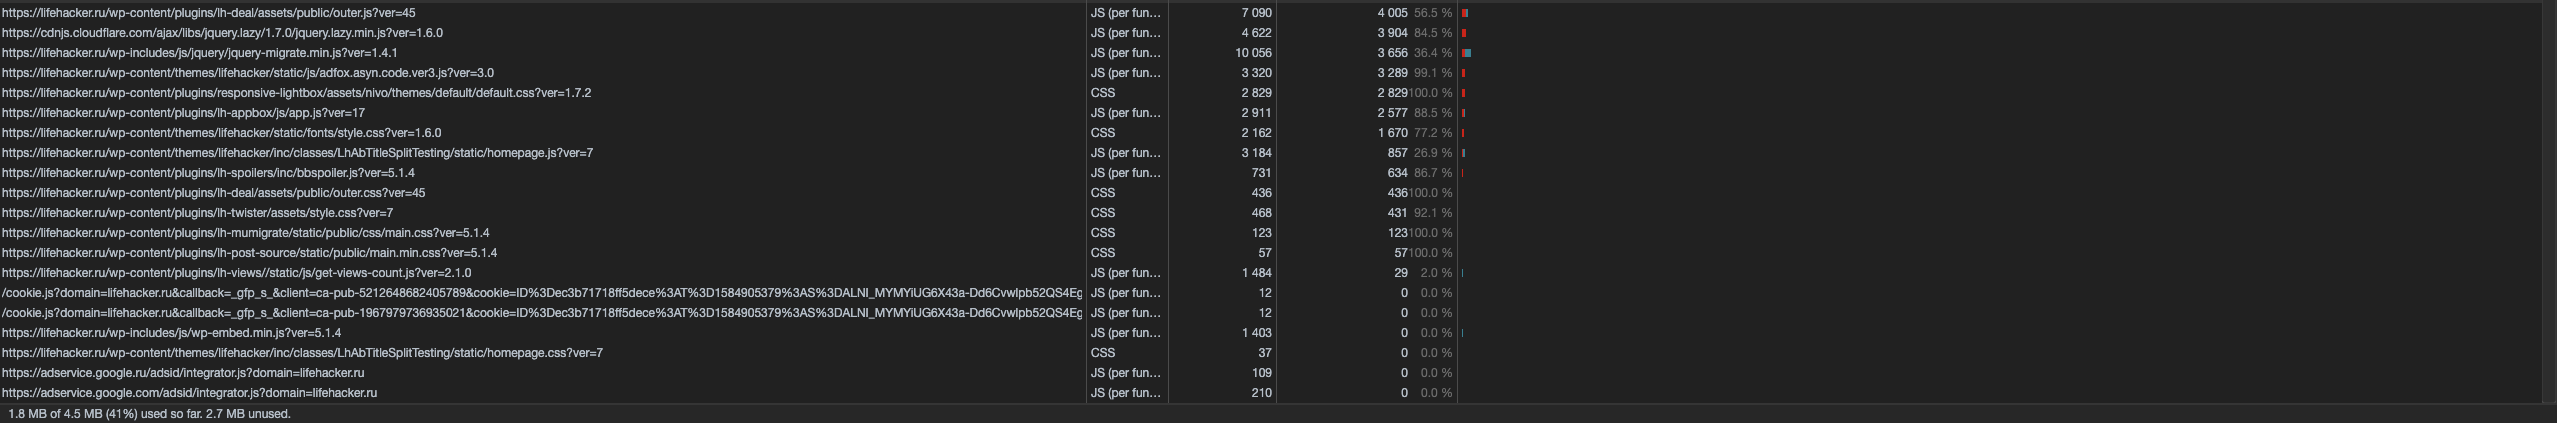 https://lifehacker.ru/wp-content/plugins/lh-deal/assets/public/outer.js?ver=45 JS (per fun… 7 090 4 005 56.5 %
https://cdnjs.cloudflare.com/ajax/libs/jquery.lazy/1.7.0/jquery.lazy.min.js?ver=1.6.0 JS (per fun… 4 622 3 904 84.5 %
https://lifehacker.ru/wp-includes/js/jquery/jquery-migrate.min.js?ver=1.4.1 JS (per fun… 10 056 3 656 36.4 %
https://lifehacker.ru/wp-content/themes/lifehacker/static/js/adfox.asyn.code.ver3.js?ver=3.0 JS (per fun… 3 320 3 289 99.1 %
https://lifehacker.ru/wp-content/plugins/responsive-lightbox/assets/nivo/themes/default/default.css?ver=1.7.2 CSS 2 829 2 829 100.0 %
https://lifehacker.ru/wp-content/plugins/lh-appbox/js/app.js?ver=17 JS (per fun… 2 911 2 577 88.5 %
https://lifehacker.ru/wp-content/themes/lifehacker/static/fonts/style.css?ver=1.6.0 CSS 2 162 1 670 77.2 %
https://lifehacker.ru/wp-content/themes/lifehacker/inc/classes/LhAbTitleSplitTesting/static/homepage.js?ver=7 JS (per fun… 3 184 857 26.9 %
https://lifehacker.ru/wp-content/plugins/lh-spoilers/inc/bbspoiler.js?ver=5.1.4 JS (per fun… 731 634 86.7 %
https://lifehacker.ru/wp-content/plugins/lh-deal/assets/public/outer.css?ver=45 CSS 436 436 100.0 %
https://lifehacker.ru/wp-content/plugins/lh-twister/assets/style.css?ver=7 CSS 468 431 92.1 %
https://lifehacker.ru/wp-content/plugins/lh-mumigrate/static/public/css/main.css?ver=5.1.4 CSS 123 123 100.0 %
https://lifehacker.ru/wp-content/plugins/lh-post-source/static/public/main.min.css?ver=5.1.4 CSS 57 57 100.0 %
https://lifehacker.ru/wp-content/plugins/lh-views//static/js/get-views-count.js?ver=2.1.0 JS (per fun… 1 484 29 2.0 %
/cookie.js?domain=lifehacker.ru&callback=_gfp_s_&client=ca-pub-5212648682405789&cookie=ID%3Dec3b71718ff5dece%3AT%3D1584905379%3AS%3DALNI_MYMYiUG6X43a-Dd6Cvwlpb52QS4Eg JS (per fun… 12 0 0.0 %
/cookie.js?domain=lifehacker.ru&callback=_gfp_s_&client=ca-pub-1967979736935021&cookie=ID%3Dec3b71718ff5dece%3AT%3D1584905379%3AS%3DALNI_MYMYiUG6X43a-Dd6Cvwlpb52QS4Eg JS (per fun… 12 0 0.0 %
https://lifehacker.ru/wp-includes/js/wp-embed.min.js?ver=5.1.4 JS (per fun… 1 403 0 0.0 %
https://lifehacker.ru/wp-content/themes/lifehacker/inc/classes/LhAbTitleSplitTesting/static/homepage.css?ver=7 CSS 37 0 0.0 %
https://adservice.google.ru/adsid/integrator.js?domain=lifehacker.ru JS (per fun… 109 0 0.0 %
https://adservice.google.com/adsid/integrator.js?domain=lifehacker.ru JS (per fun… 210 0 0.0 %
1.8 MB of 4.5 MB (41%) used so far. 2.7 MB unused.